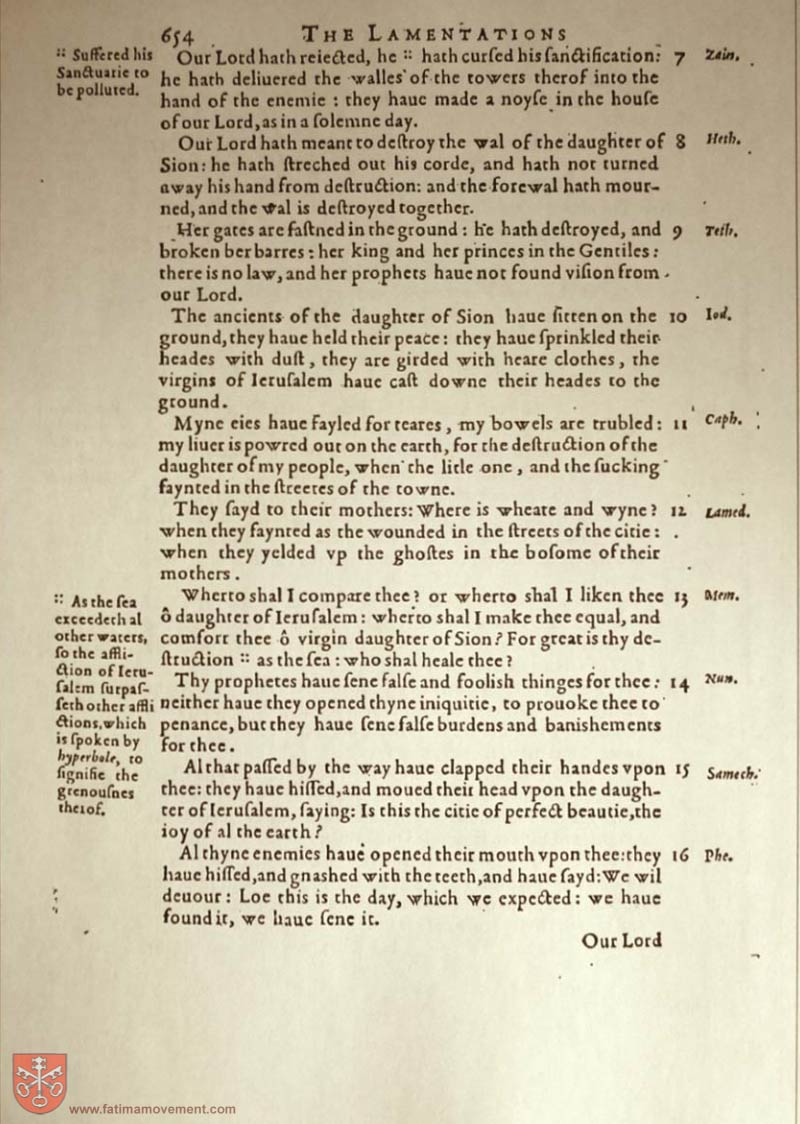 654 THE LAMENTATIONS
Our Lord hath reiected, he :: hath cursed his sanctification: 7 Zain.
he hath deliuered the walles of the towers therof into the
hand of the enemie : they haue made a noyse in the house
of our Lord, as in a solemne day.
Our Lord hath meant to destroy the wal of the daughter of 8 Heth.
Sion: he hath streched out his corde, and hath not turned
away his hand from destruction: and the forewal hath mour-
ned, and the wal is destroyed together.
Her gates are fastned in the ground : he hath destroyed, and 9 Teth.
broken ber barres : her king and her princes in the Gentiles :
there is no law, and her prophets haue not found vision from
our Lord.
The ancients of the daughter of Sion haue sitten on the 10 Iod.
ground, they haue held their peace: they haue sprinkled their
heades with dust, they are girded with heare clothes, the
virgins of Ierusalem haue cast downe their heades to the
ground.
Myne eies haue fayled for teares, my bowels are trubled: 11 Caph.
my liuer is powred out on the earth, for the destruction of the
daughter of my people, when the litle one, and the sucking
faynted in the streetes of the towne.
They sayd to their mothers: Where is wheate and wyne? 12 Lamed.
when they faynted as the wounded in the streets of the citie :
when they yelded vp the ghostes in the bosome of their
mothers.
Wherto shal I compare thee? or wherto shal I liken thee 13 Mem.
ô daughter of Ierusalem : wherto shal I make thee equal, and
comfort thee ô virgin daughter of Sion? For great is thy de-
struction :: as the sea : who shal heale thee?
Thy prophetes haue sene false and foolish thinges for thee: 14 Nun.
neither haue they opened thyne iniquitie, to prouoke thee to
penance, but they haue sene false burdens and banishements
for thee.
Al that passed by the way haue clapped their handes vpon 15 Samech.
thee: they haue hissed, and moued their head vpon the daugh-
ter of Ierusalem, saying: Is this the citie of perfect beautie, the
ioy of al the earth?
Al thyne enemies haue opened their mouth vpon thee: they 16 Phe.
haue hissed, and gnashed with the teeth, and haue sayd: We wil
deuour: Loe this is the day, which we expected: we haue
found it, we haue sene it.
Our Lord
:: Suffered his
Sanctuarie to
be polluted.
:: As the sea
exceedeth al
other waters,
so the affli-
ction of Ieru-
salem surpas-
seth other affli
ctions, which
is spoken by
hyperbole, to
signifie the
greuousnes
therof.
www.fatimamovement.com